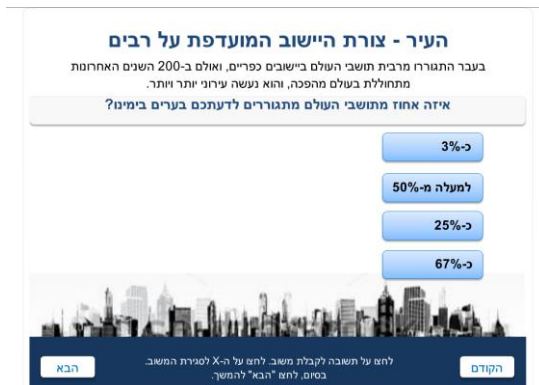 העיר - צורת היישוב המועדפת על רבים
בעבר התגוררו מרבית תושבי העולם ביישובים כפריים, ואולם ב-200 השנים האחרונות
מתחוללת בעולם מהפכה, והוא נעשה עירוני יותר ויותר.
איזה אחוז מתושבי העולם מתגוררים לדעתכם בערים בימינו?
כ-3%
למעלה מ-50%
כ-25%
כ-67%
לחצו על תשובה לקבלת משוב. לחצו על ה-X לסגירת המשוב.
בסיום, לחצו "הבא" להמשך.
הקודם
הבא